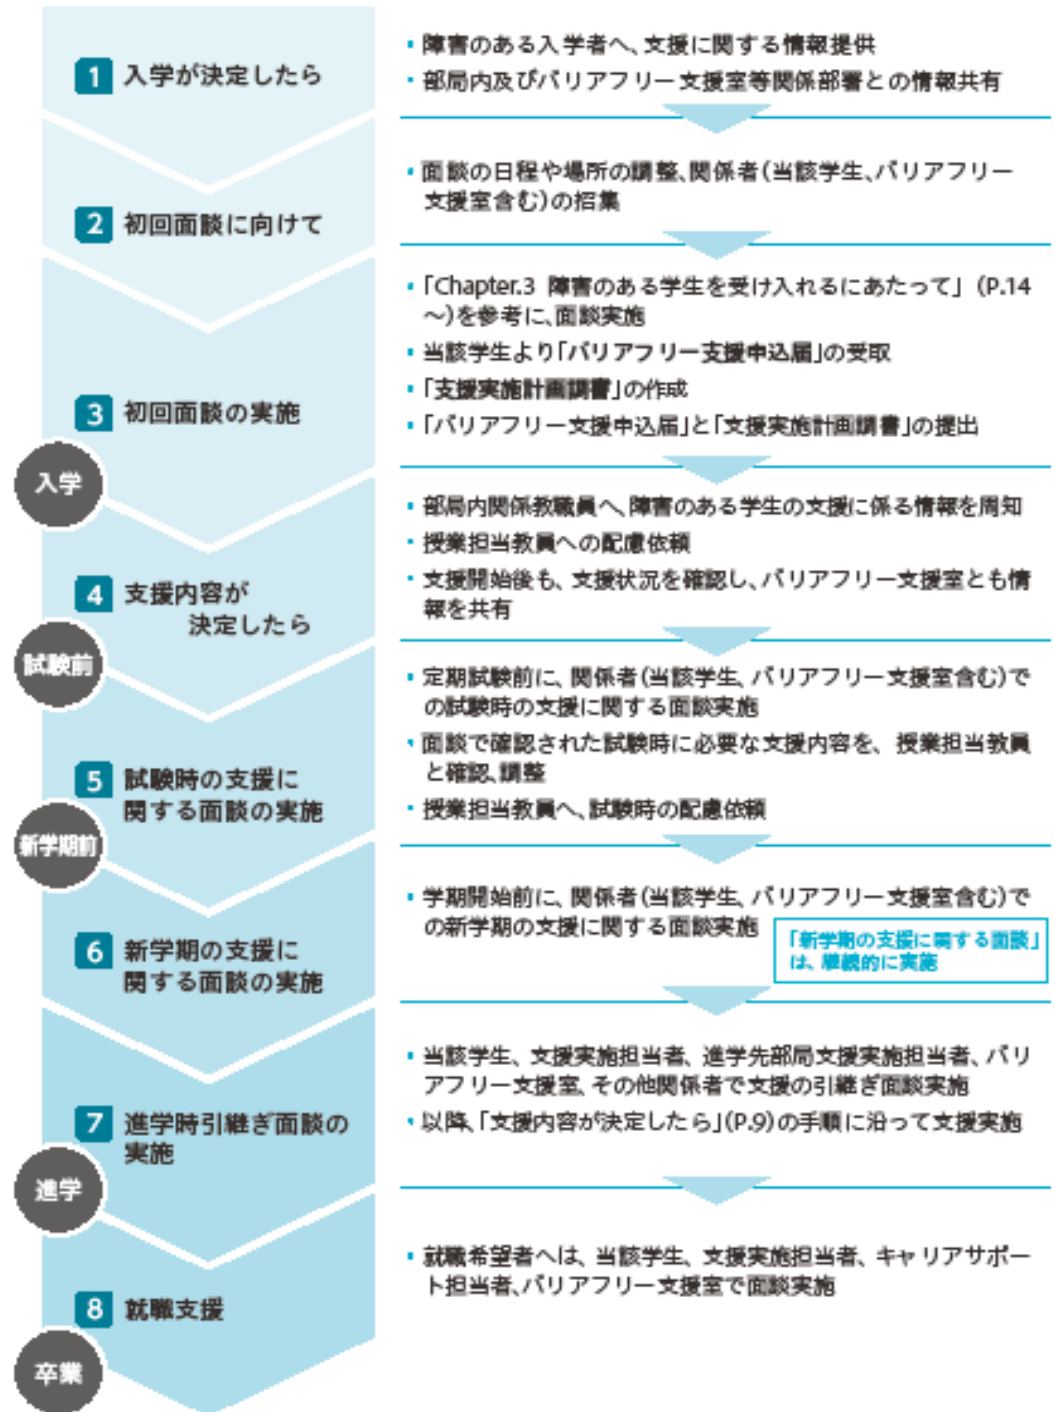 1 入学が決定したら
・障害のある入学者へ、支援に関する情報提供
・部局内及びバリアフリー支援室等関係部署との情報共有
2 初回面談に向けて
・面談の日程や場所の調整、関係者(当該学生、バリアフリー
支援室含む)の招集
3 初回面談の実施
・「Chapter.3 障害のある学生を受け入れるにあたって」(P.14
～)を参考に、面談実施
・当該学生より「バリアフリー支援申込届」の受取
・「支援実施計画調書」の作成
・「バリアフリー支援申込届」と「支援実施計画調書」の提出
入学
4 支援内容が
決定したら
・部局内関係教職員へ、障害のある学生の支援に係る情報を周知
・授業担当教員への配慮依頼
・支援開始後も、支援状況を確認し、バリアフリー支援室とも情
報を共有
試験前
5 試験時の支援に
関する面談の実施
・定期試験前に、関係者(当該学生、バリアフリー支援室含む)で
の試験時の支援に関する面談実施
・面談で確認された試験時に必要な支援内容を、授業担当教員
と確認、調整
・授業担当教員へ、試験時の配慮依頼
新学期前
6 新学期の支援に
関する面談の実施
・学期開始前に、関係者(当該学生、バリアフリー支援室含む)で
の新学期の支援に関する面談実施
「新学期の支援に関する面談」
は、継続的に実施
7 進学時引継ぎ面談の
実施
・当該学生、支援実施担当者、進学先部局支援実施担当者、バリ
アフリー支援室、その他関係者で支援の引継ぎ面談実施
・以降、「支援内容が決定したら」(P.9)の手順に沿って支援実施
進学
8 就職支援
・就職希望者へは、当該学生、支援実施担当者、キャリアサポー
ト担当者、バリアフリー支援室で面談実施
卒業